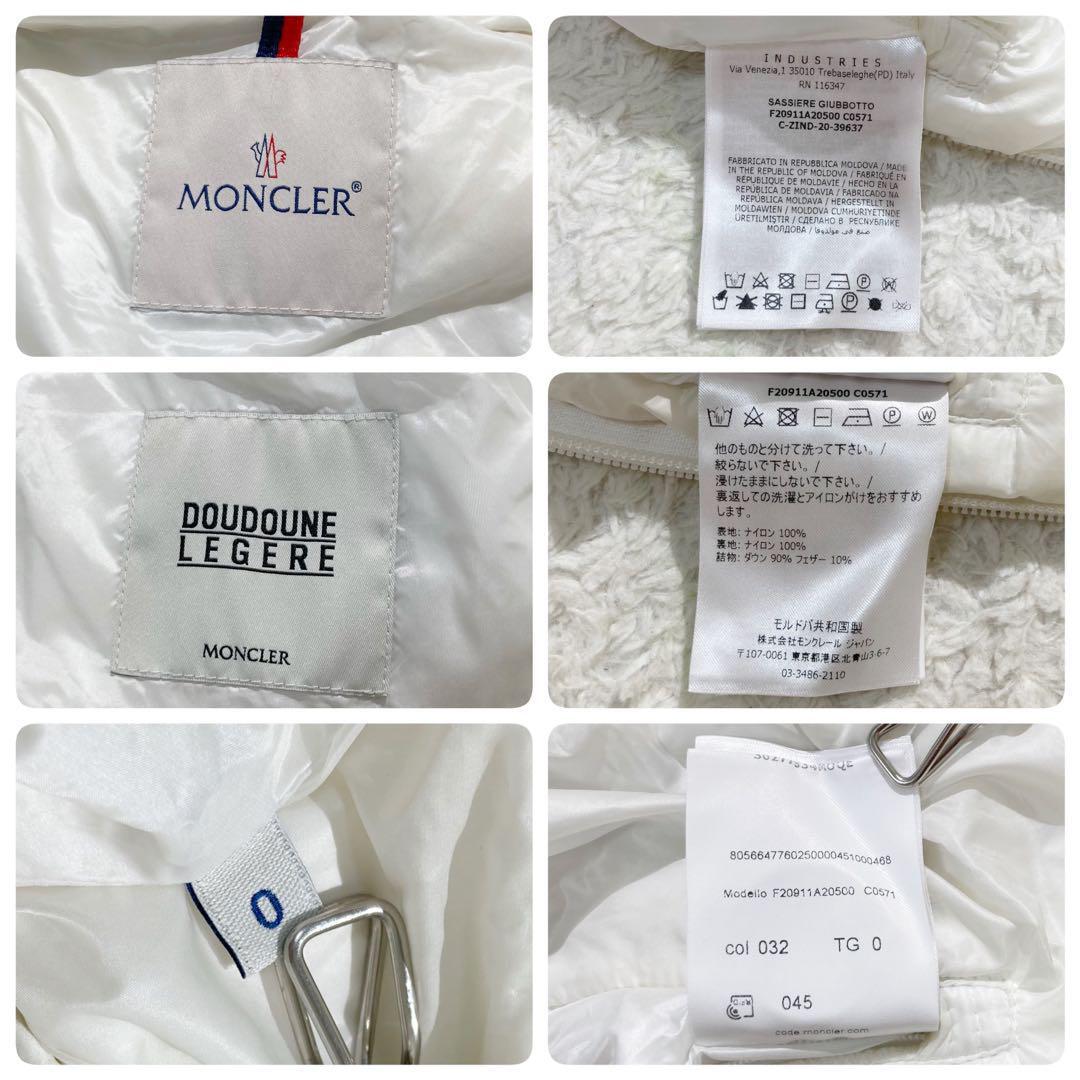 MONCLER®
INDUSTRIES
Via Venezia,1 35010 Trebaseleghe(PD) Italy
RN 116347
SASSIERE GIUBBOTTO
F20911A20500 C0571
C-ZIND-20-39637
FABBRICATO IN REPUBBLICA MOLDOVA / MADE
IN THE REPUBLIC OF MOLDOVA / FABRIQUÉ EN
RÉPUBLIQUE DE MOLDAVIE / HECHO EN LA
REPÚBLICA DE MOLDAVIA / FABRICADO NA
REPÚBLICA MOLDAVA / HERGESTELLT IN
MOLDAWIEN / MOLDOVA CUMHURIYETINDE
ÜRETILMIŞTIR / СДЕЛАНО В РЕСПУБЛИКЕ
МОЛДОВА / صنع في مولدوفا
DOUDOUNE
LEGERE
MONCLER
F20911A20500 C0571
他のものと分けて洗って下さい。/
絞らないで下さい。/
浸けたままにしないで下さい。/
裏返しての洗濯とアイロンがけをおすすめ
します。
表地: ナイロン 100%
裏地: ナイロン 100%
詰物: ダウン 90% フェザー 10%
モルドバ共和国製
株式会社モンクレール ジャパン
〒107-0061 東京都港区北青山3-6-7
03-3486-2110
0
8056647760250000451000468
Modello F20911A20500 C0571
col 032 TG 0
045
code.moncler.com